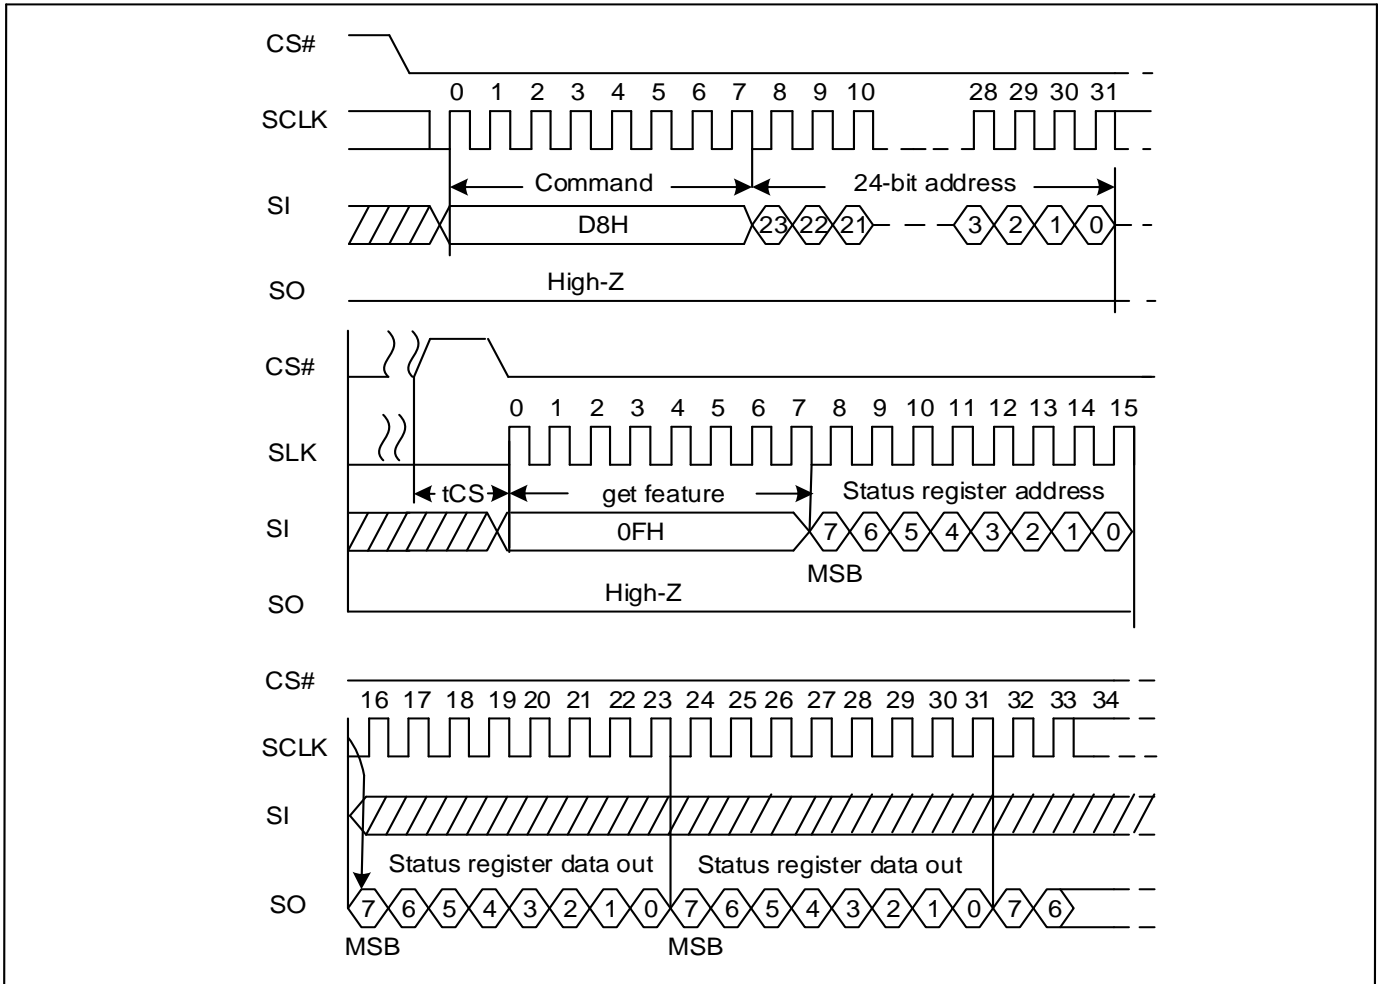 CS#
0 1 2 3 4 5 6 7 8 9 10 28 29 30 31
SCLK
Command 24-bit address
SI
D8H 23 22 21 3 2 1 0
High-Z
SO
CS#
0 1 2 3 4 5 6 7 8 9 10 11 12 13 14 15
SLK
tCS get feature Status register address
SI
0FH 7 6 5 4 3 2 1 0
MSB
High-Z
SO
CS#
16 17 18 19 20 21 22 23 24 25 26 27 28 29 30 31 32 33 34
SCLK
SI
Status register data out Status register data out
SO 7 6 5 4 3 2 1 0 7 6 5 4 3 2 1 0 7 6
MSB MSB